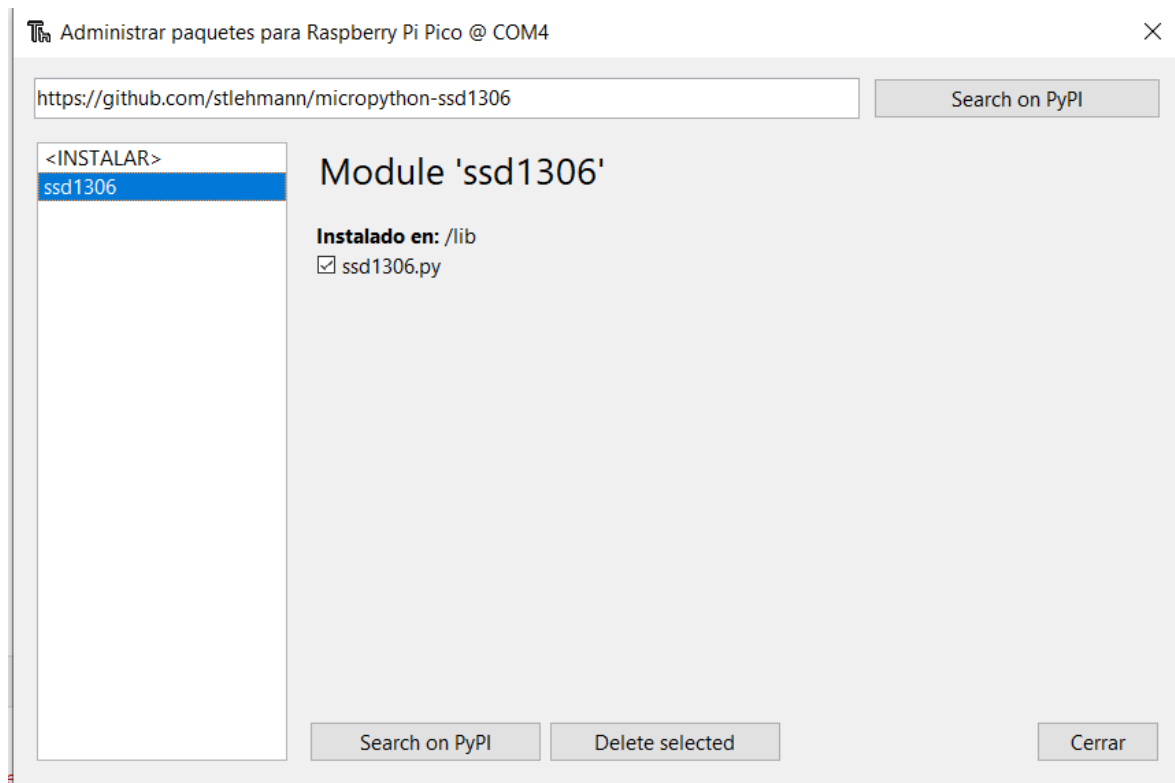 Administrar paquetes para Raspberry Pi Pico @ COM4
https://github.com/stlehmann/micropython-ssd1306
Search on PyPI
<INSTALAR>
ssd1306
Module 'ssd1306'
Instalado en: /lib
ssd1306.py
Search on PyPI
Delete selected
Cerrar